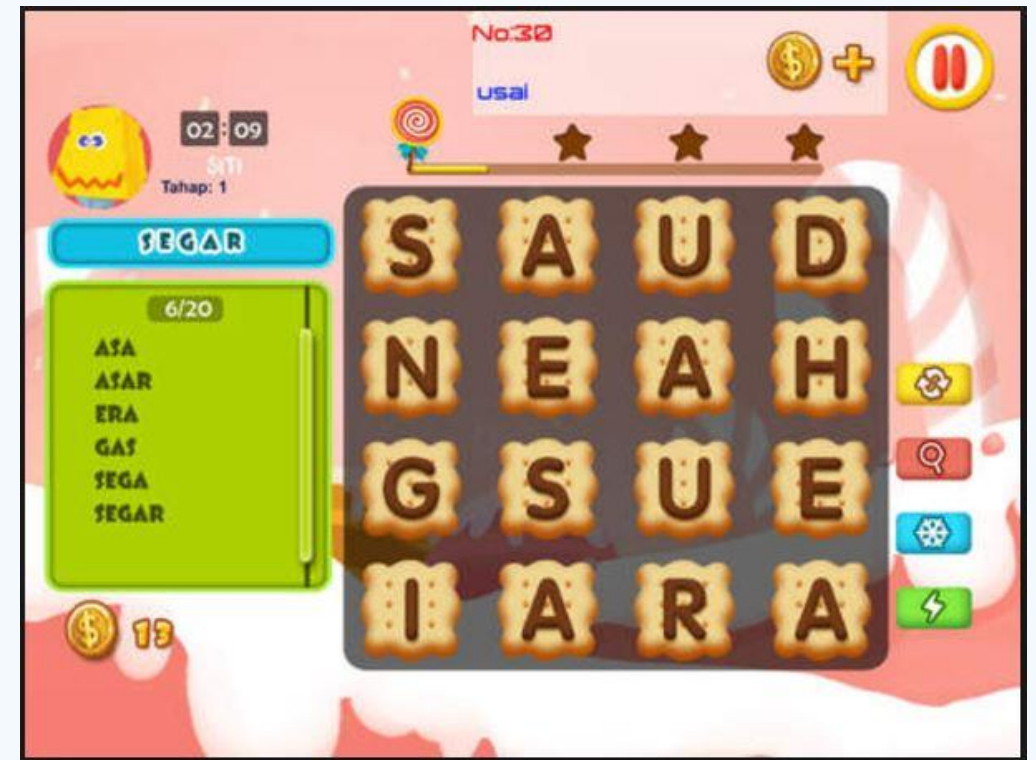 No:30
usai
02:09
SITI
Tahap: 1
SEGAR
6/20
ASA
ASAR
ERA
GAS
SEGA
SEGAR
13
S A U D
N E A H
G S U E
I A R A